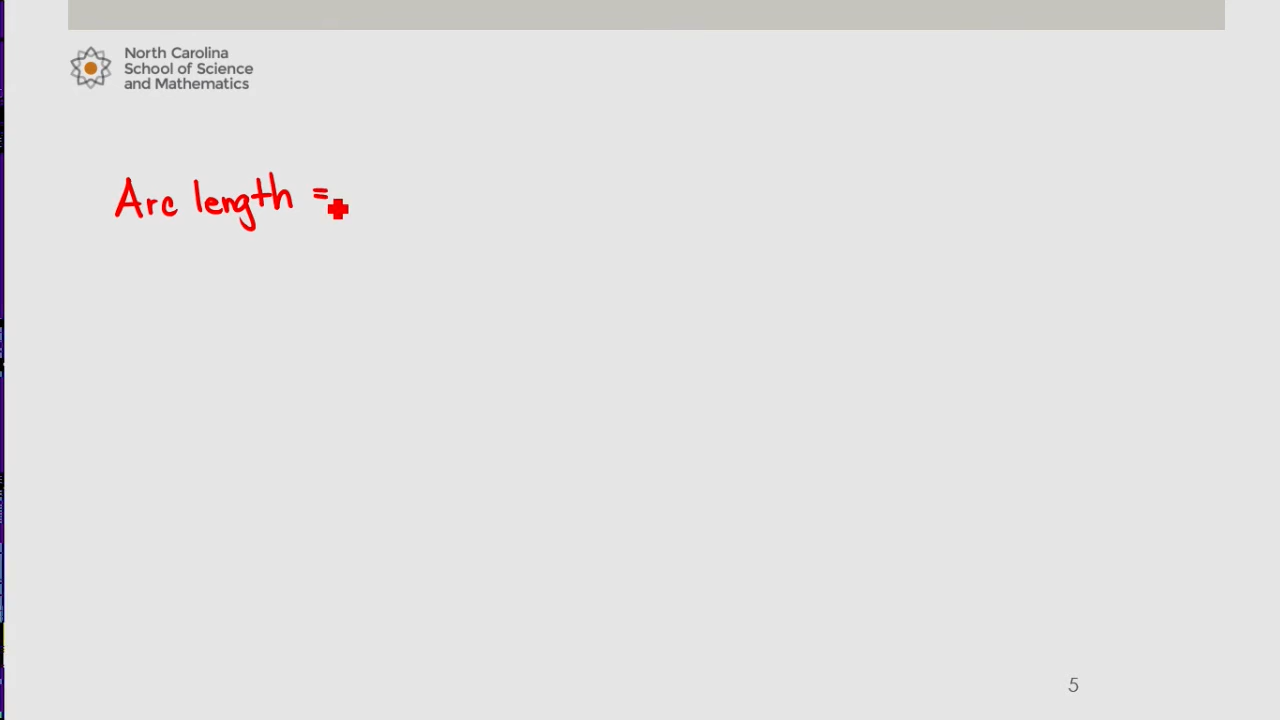 North Carolina
School of Science
and Mathematics
Arc length =
5